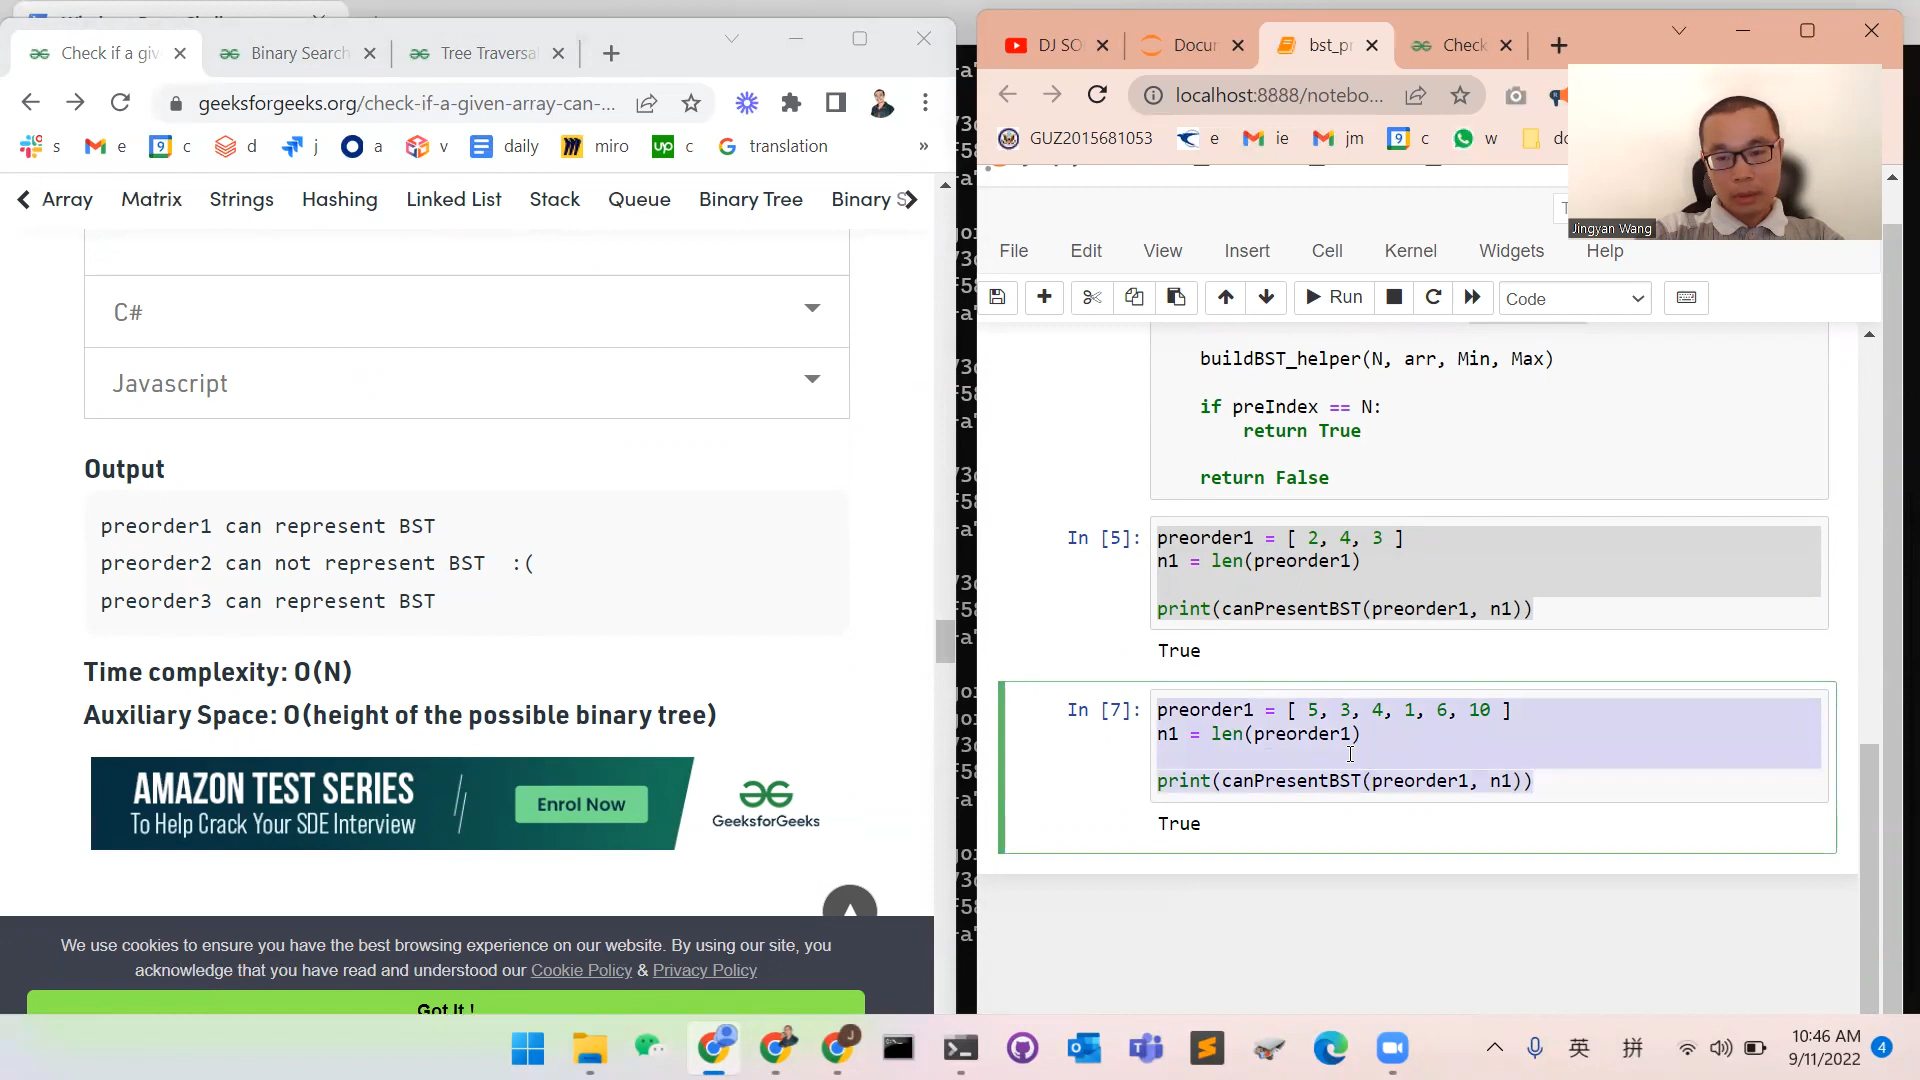 Check if a giv
Binary Search
Tree Traversa
geeksforgeeks.org/check-if-a-given-array-can-...
s
e
c
d
j
a
v
daily
miro
c
translation
»
Array
Matrix
Strings
Hashing
Linked List
Stack
Queue
Binary Tree
Binary S
C#
Javascript
Output
preorder1 can represent BST
preorder2 can not represent BST :(
preorder3 can represent BST
Time complexity: O(N)
Auxiliary Space: O(height of the possible binary tree)
AMAZON TEST SERIES
To Help Crack Your SDE Interview
Enrol Now
GeeksforGeeks
We use cookies to ensure you have the best browsing experience on our website. By using our site, you
acknowledge that you have read and understood our Cookie Policy & Privacy Policy
Got It !
DJ SO
Docur
bst_pr
Check
localhost:8888/notebo...
GUZ2015681053
e
ie
jm
c
w
Jingyan Wang
File
Edit
View
Insert
Cell
Kernel
Widgets
Help
Run
Code
buildBST_helper(N, arr, Min, Max)
if preIndex == N:
return True
return False
In [5]:
preorder1 = [ 2, 4, 3 ]
n1 = len(preorder1)
print(canPresentBST(preorder1, n1))
True
In [7]:
preorder1 = [ 5, 3, 4, 1, 6, 10 ]
n1 = len(preorder1)
print(canPresentBST(preorder1, n1))
True
英
拼
10:46 AM
9/11/2022
4